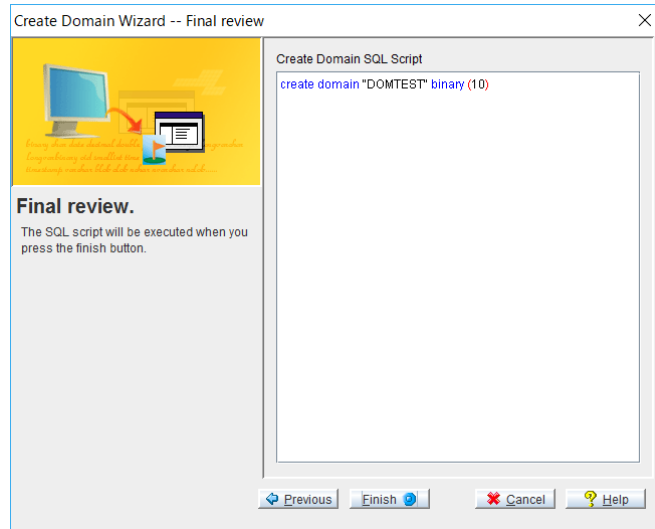 Create Domain Wizard -- Final review
Create Domain SQL Script
create domain "DOMTEST" binary (10)
Final review.
The SQL script will be executed when you
press the finish button.
Previous
Finish
Cancel
Help